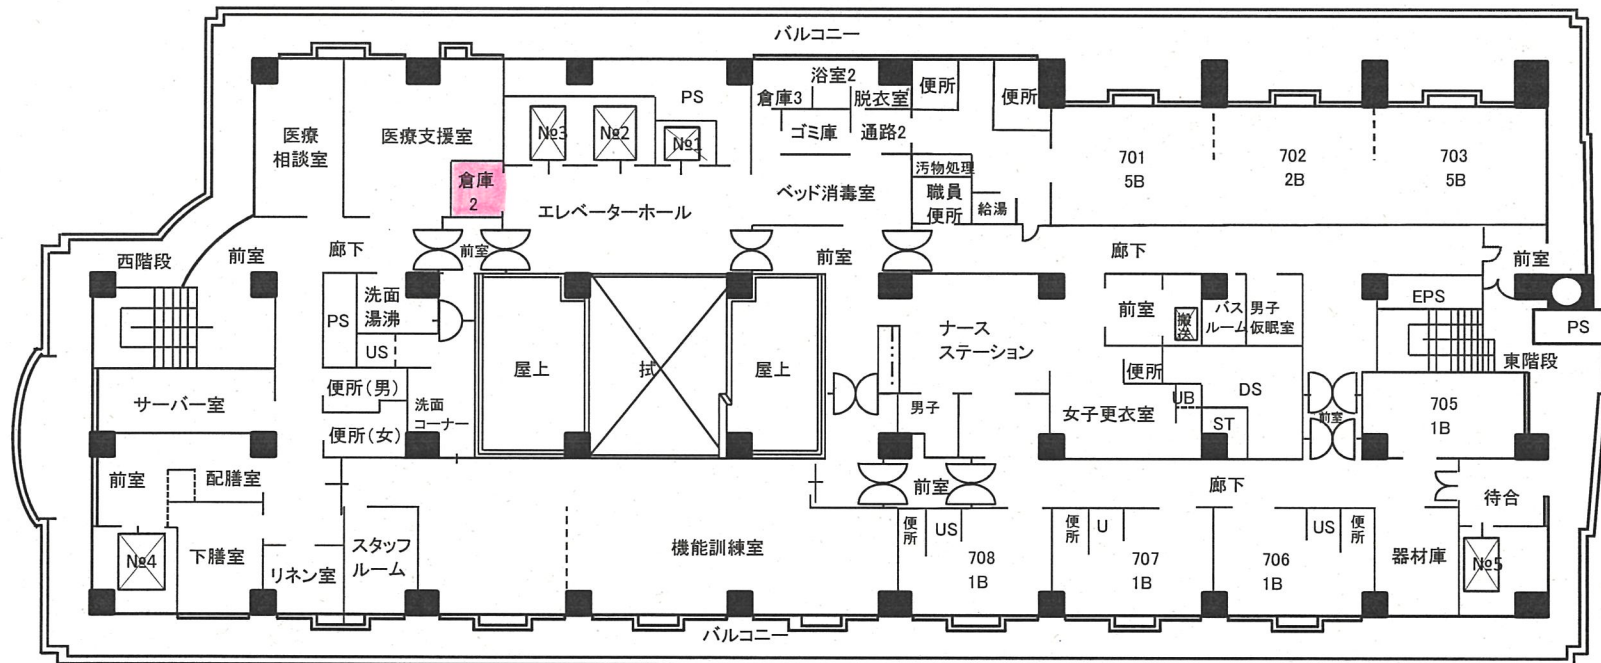 バルコニー
医療
相談室
医療支援室
倉庫
2
№3
№2
№1
PS
エレベーターホール
前室
浴室2
倉庫3
脱衣室
ゴミ庫
通路2
便所
便所
汚物処理
職員
便所
給湯
ベッド消毒室
前室
701
5B
702
2B
703
5B
廊下
前室
西階段
前室
廊下
洗面
湯沸
PS
US
便所(男)
便所(女)
洗面
コーナー
サーバー室
屋上
拭
屋上
ナース
ステーション
男子
前室
搬送
バス
ルーム
男子
仮眠室
便所
UB
女子更衣室
DS
ST
EPS
PS
東階段
前室
705
1B
待合
前室
配膳室
№4
下膳室
リネン室
スタッフ
ルーム
機能訓練室
前室
廊下
便所
US
708
1B
便所
U
707
1B
US
便所
706
1B
器材庫
№5
バルコニー